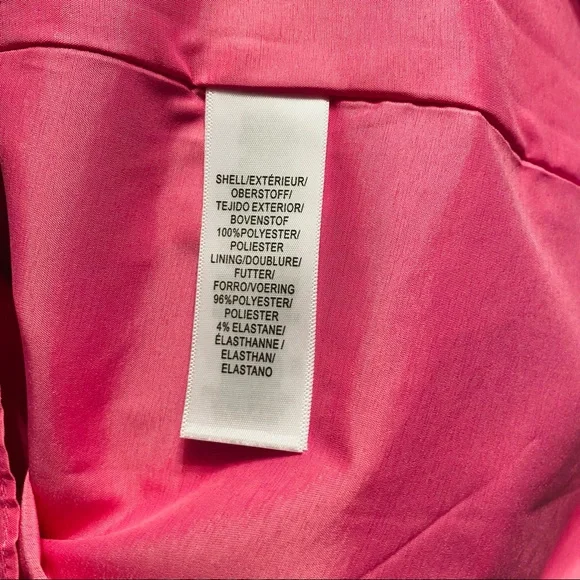 SHELL/EXTÉRIEUR/
OBERSTOFF/
TEJIDO EXTERIOR/
BOVENSTOF
100%POLYESTER/
POLIESTER
LINING/DOUBLURE/
FUTTER/
FORRO/VOERING
96%POLYESTER/
POLIESTER
4% ELASTANE/
ÉLASTHANNE /
ELASTHAN/
ELASTANO